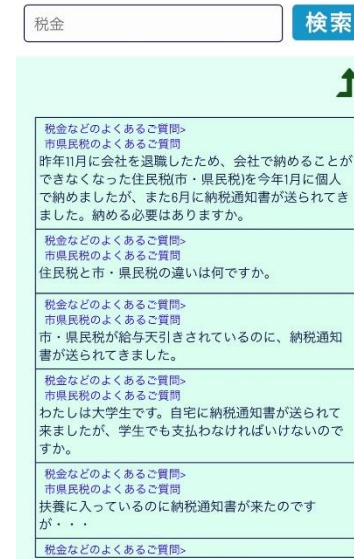 税金
検索
税金などのよくあるご質問>
市県民税のよくあるご質問
昨年11月に会社を退職したため、会社で納めることが
できなくなった住民税(市・県民税)を今年1月に個人
で納めましたが、また6月に納税通知書が送られてき
ました。納める必要はありますか。
税金などのよくあるご質問>
市県民税のよくあるご質問
住民税と市・県民税の違いは何ですか。
税金などのよくあるご質問>
市県民税のよくあるご質問
市・県民税が給与天引きされているのに、納税通知
書が送られてきました。
税金などのよくあるご質問>
市県民税のよくあるご質問
わたしは大学生です。自宅に納税通知書が送られて
来ましたが、学生でも支払わなければいけないので
すか。
税金などのよくあるご質問>
市県民税のよくあるご質問
扶養に入っているのに納税通知書が来たのです
が・・・
税金などのよくあるご質問>